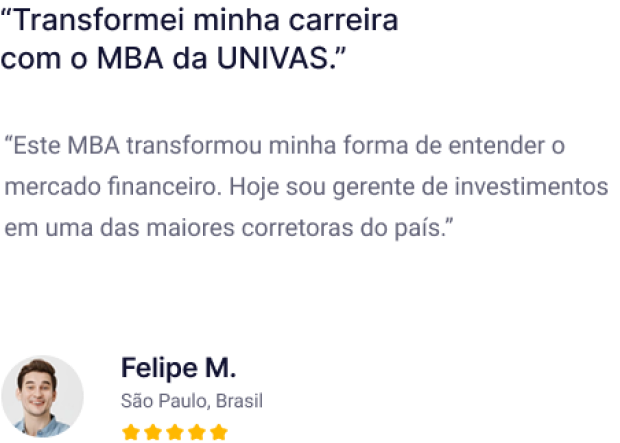 “Transformei minha carreira
com o MBA da UNIVAS.”
“Este MBA transformou minha forma de entender o
mercado financeiro. Hoje sou gerente de investimentos
em uma das maiores corretoras do país.”
Felipe M.
São Paulo, Brasil